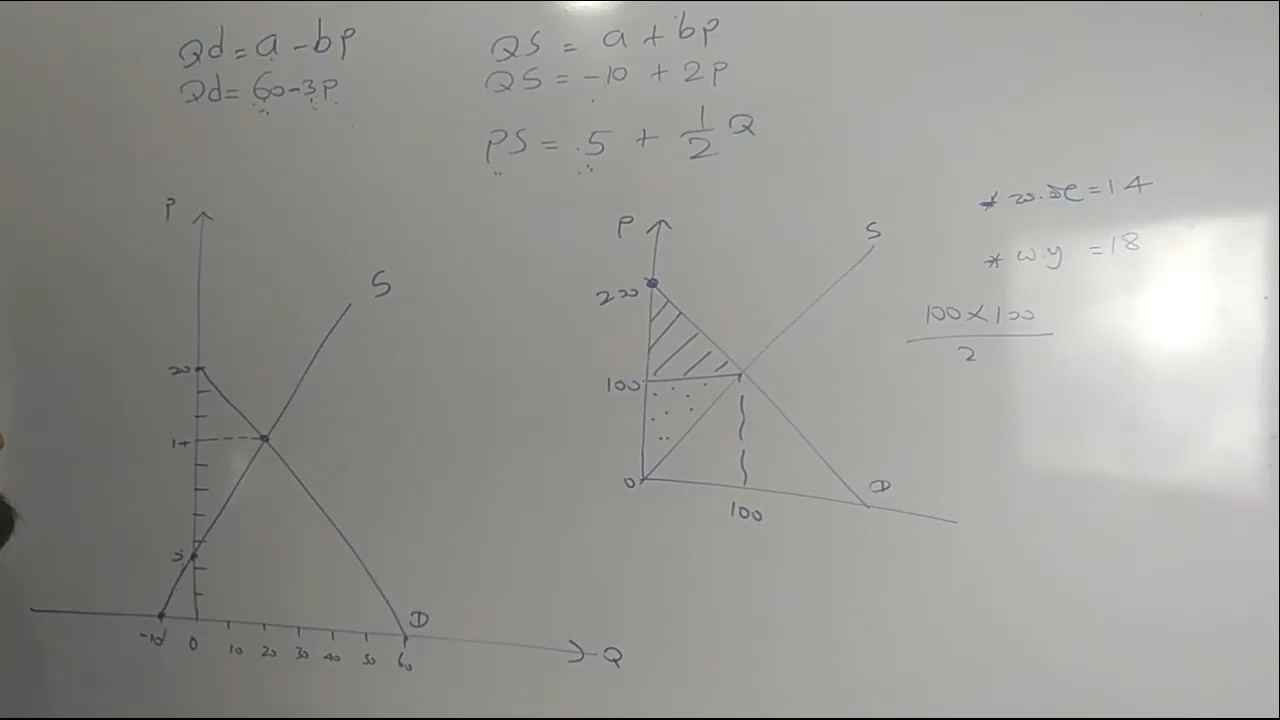 Qd = a - bp
Qd = 60 - 3p
QS = a + bp
QS = -10 + 2p
PS = .5 + 1/2 Q
P
S
20
14
5
-10 0 10 20 30 40 50 60
D
Q
P
S
200
100
0
100
D
= 14
* w.y = 18
100 × 100
2